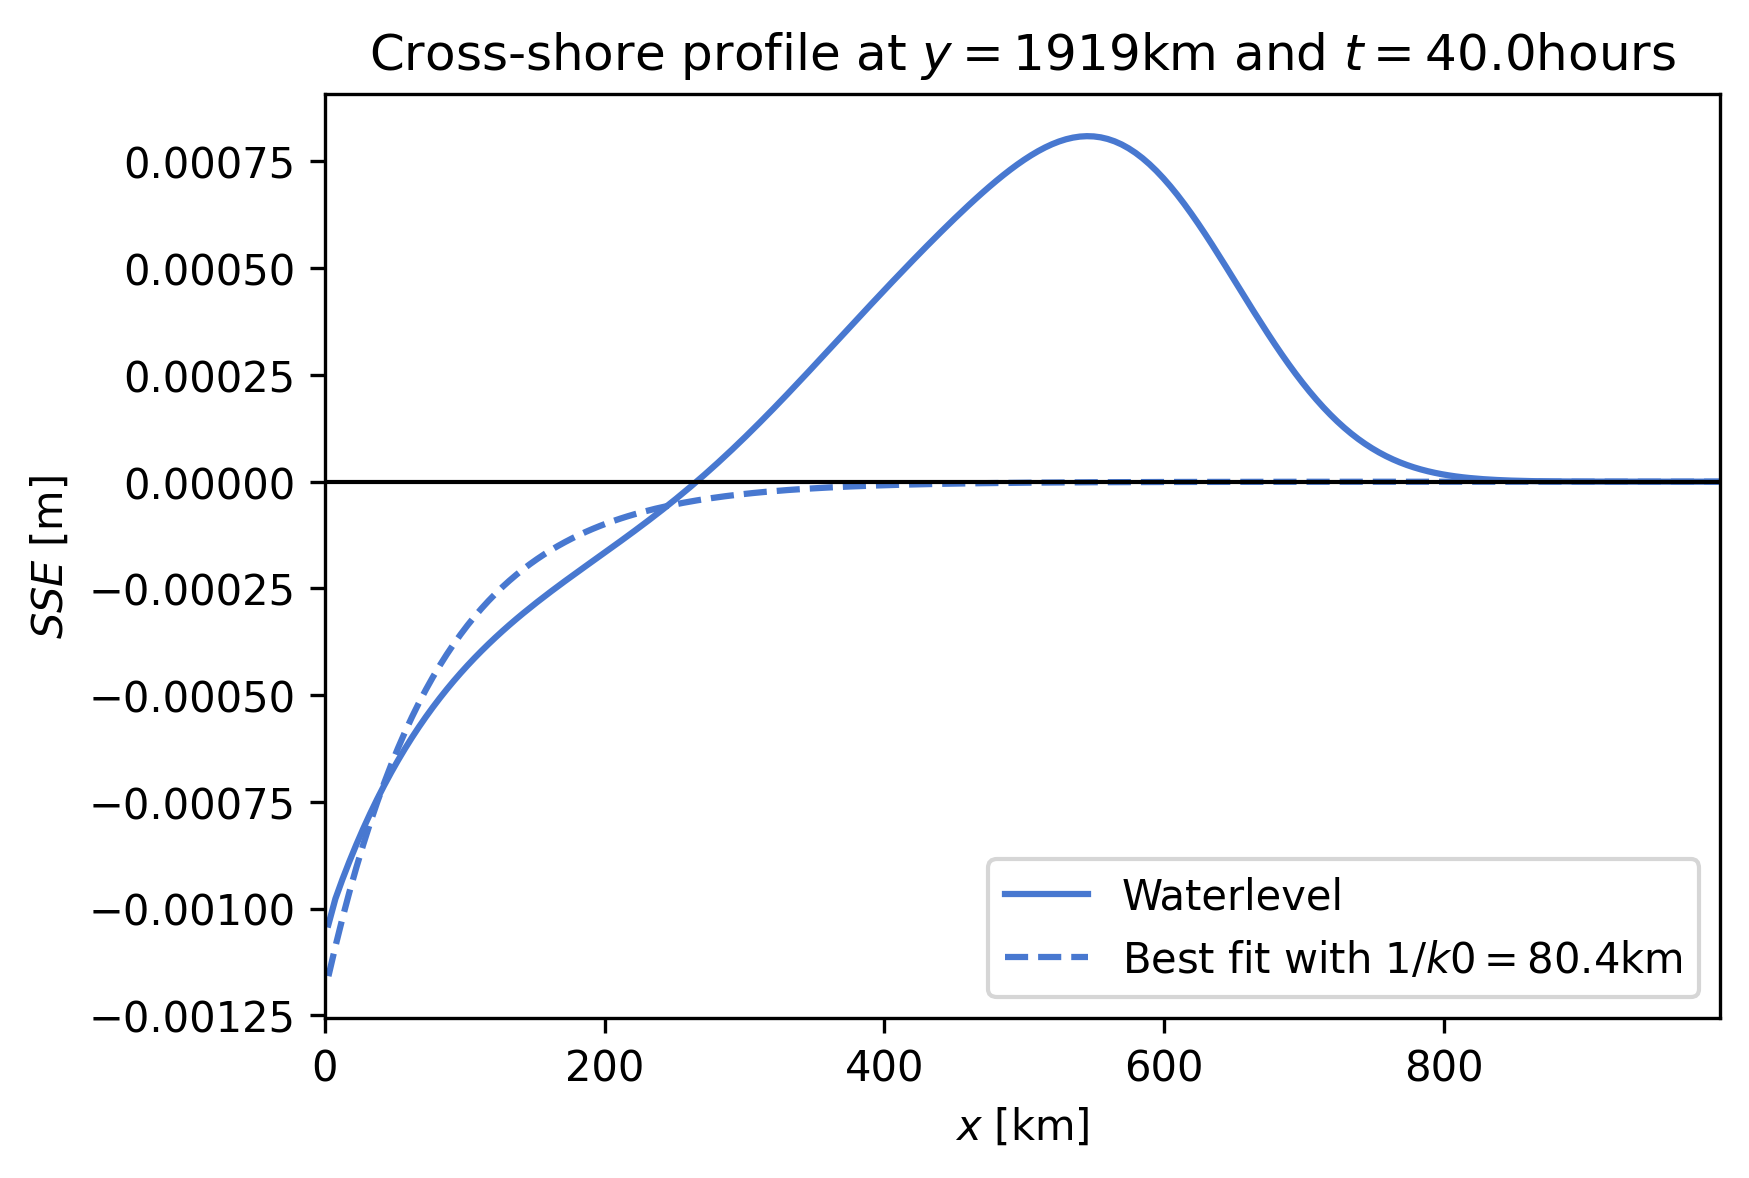 Cross-shore profile at y = 1919km and t = 40.0hours
SSE [m]
0.00075
0.00050
0.00025
0.00000
−0.00025
−0.00050
−0.00075
−0.00100
−0.00125
0 200 400 600 800
x [km]
Waterlevel
Best fit with 1/k0 = 80.4km